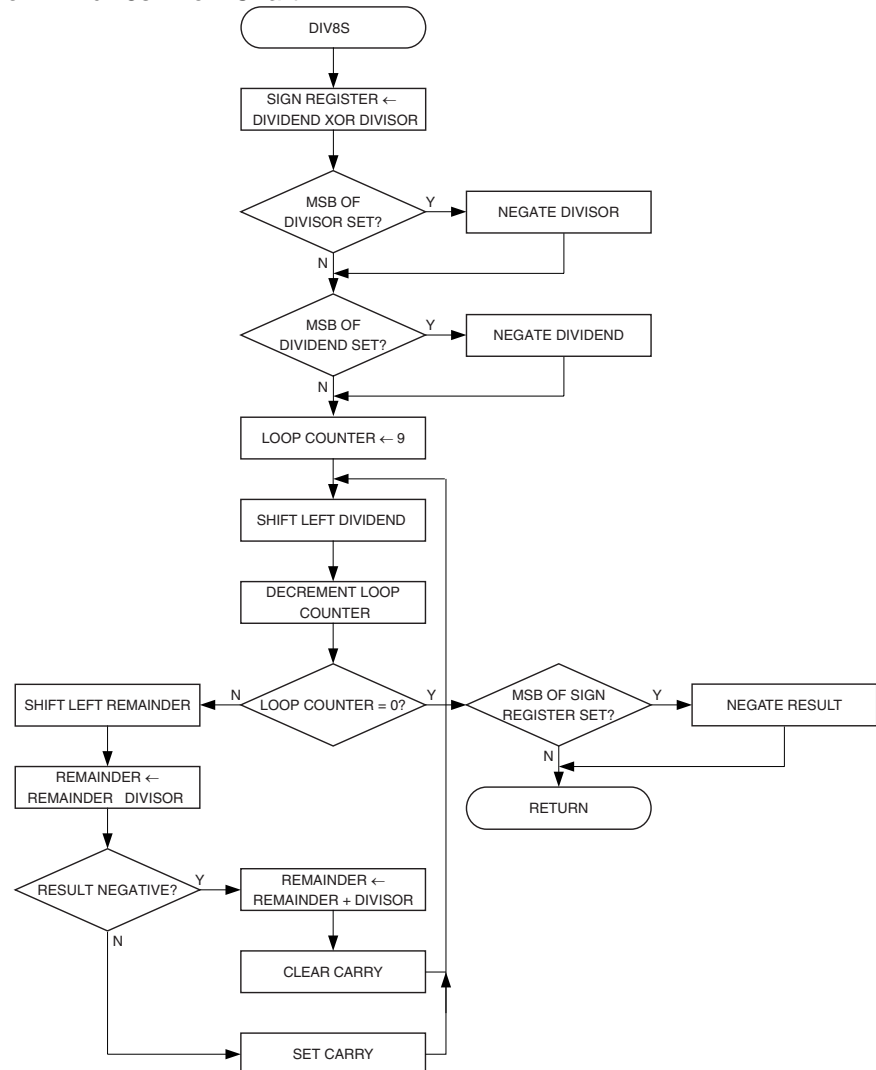 DIV8S
SIGN REGISTER ←
DIVIDEND XOR DIVISOR
MSB OF
DIVISOR SET?
Y
NEGATE DIVISOR
N
MSB OF
DIVIDEND SET?
Y
NEGATE DIVIDEND
N
LOOP COUNTER ← 9
SHIFT LEFT DIVIDEND
DECREMENT LOOP
COUNTER
LOOP COUNTER = 0?
N
Y
SHIFT LEFT REMAINDER
MSB OF SIGN
REGISTER SET?
Y
NEGATE RESULT
N
RETURN
REMAINDER ←
REMAINDER DIVISOR
RESULT NEGATIVE?
Y
REMAINDER ←
REMAINDER + DIVISOR
N
CLEAR CARRY
SET CARRY